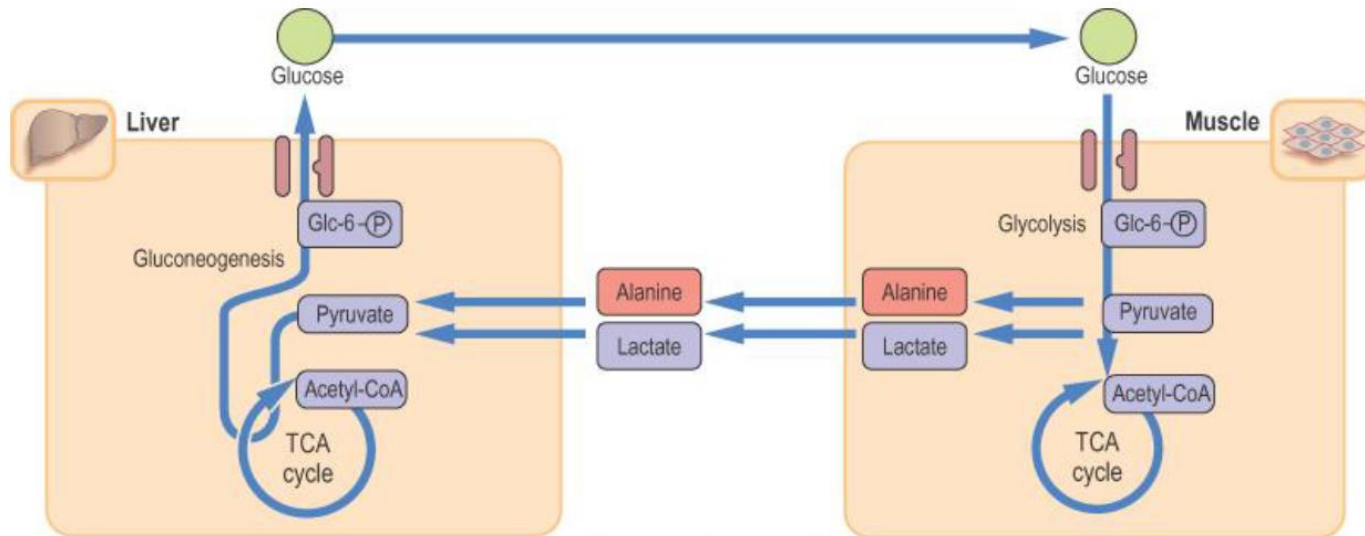 Glucose
Glucose
Liver
Muscle
Glc-6-P
Gluconeogenesis
Glycolysis
Glc-6-P
Alanine
Alanine
Pyruvate
Pyruvate
Lactate
Lactate
Acetyl-CoA
Acetyl-CoA
TCA
cycle
TCA
cycle